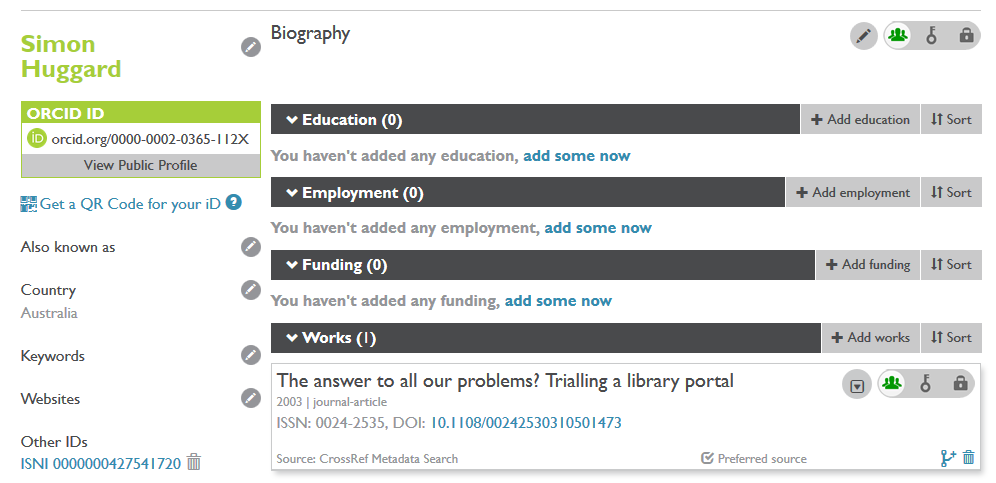 Simon
Huggard
ORCID ID
iD orcid.org/0000-0002-0365-112X
View Public Profile
Get a QR Code for your iD ?
Also known as
Country
Australia
Keywords
Websites
Other IDs
ISNI 0000000427541720
Biography
Education (0)
Add education
Sort
You haven't added any education, add some now
Employment (0)
Add employment
Sort
You haven't added any employment, add some now
Funding (0)
Add funding
Sort
You haven't added any funding, add some now
Works (1)
Add works
Sort
The answer to all our problems? Trialling a library portal
2003 | journal-article
ISSN: 0024-2535, DOI: 10.1108/00242530310501473
Source: CrossRef Metadata Search
Preferred source